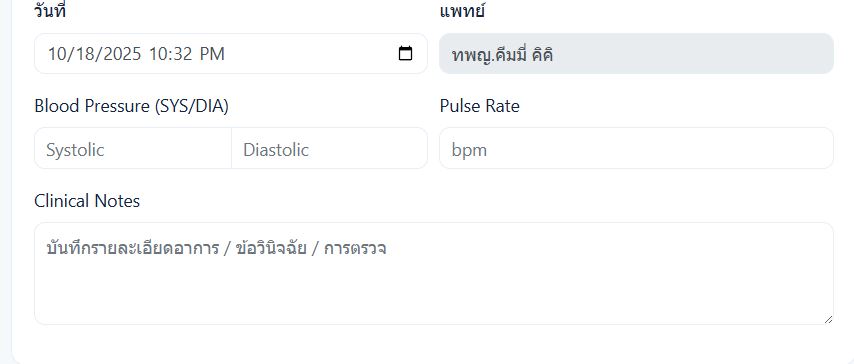 วันที่
แพทย์
10/18/2025 10:32 PM
ทพญ.คีมมี่ คิคิ
Blood Pressure (SYS/DIA)
Pulse Rate
Systolic
Diastolic
bpm
Clinical Notes
บันทึกรายละเอียดอาการ / ข้อวินิจฉัย / การตรวจ